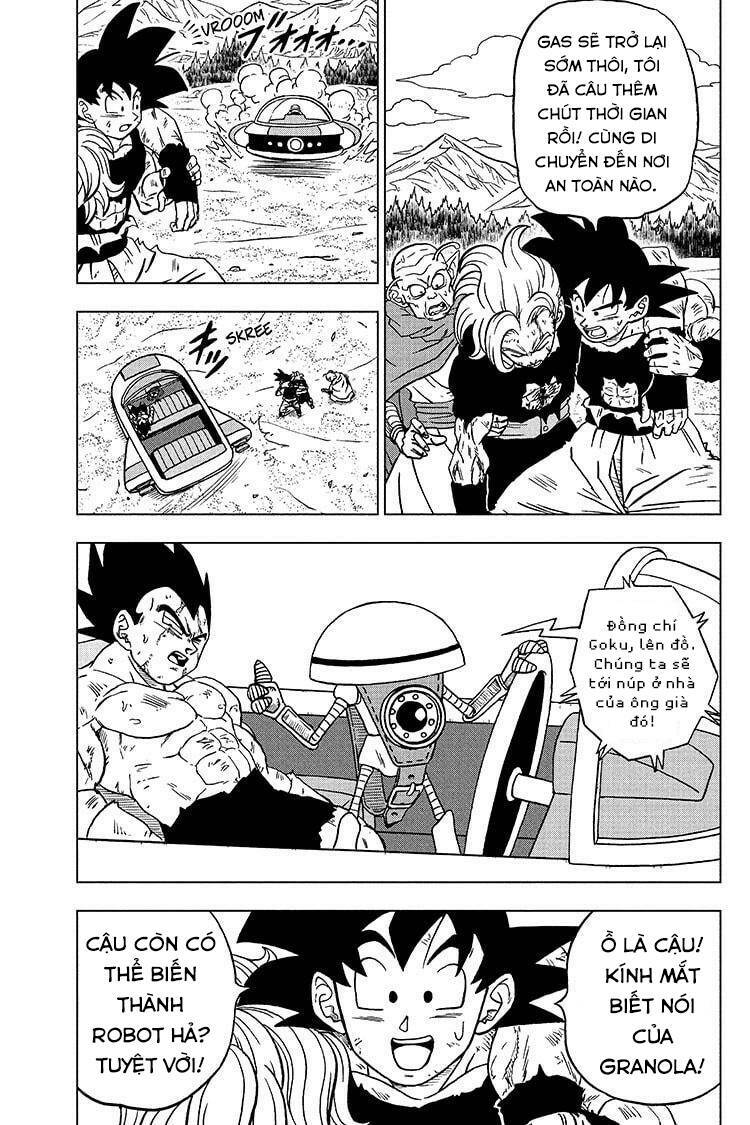 GAS SẼ TRỞ LẠI
SỚM THÔI, TÔI
ĐÃ CÂU THÊM
CHÚT THỜI GIAN
RỒI! CÙNG DI
CHUYỂN ĐẾN NƠI
AN TOÀN NÀO.
VROOOM
ブオオオ...
SKREE
キキッ
Đồng chí
Goku, lên đồ.
Chúng ta sẽ
tới núp ở nhà
của ông già
đó!
Ồ LÀ CẬU!
KÍNH MẮT
BIẾT NÓI
CỦA
GRANOLA!
CẬU CÒN CÓ
THỂ BIẾN
THÀNH
ROBOT HẢ?
TUYỆT VỜI!